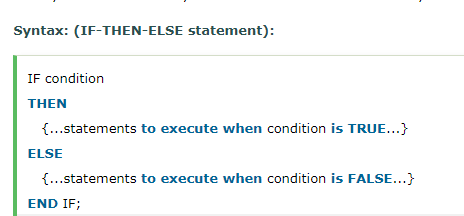 Syntax: (IF-THEN-ELSE statement):
IF condition
THEN
{...statements to execute when condition is TRUE...}
ELSE
{...statements to execute when condition is FALSE...}
END IF;